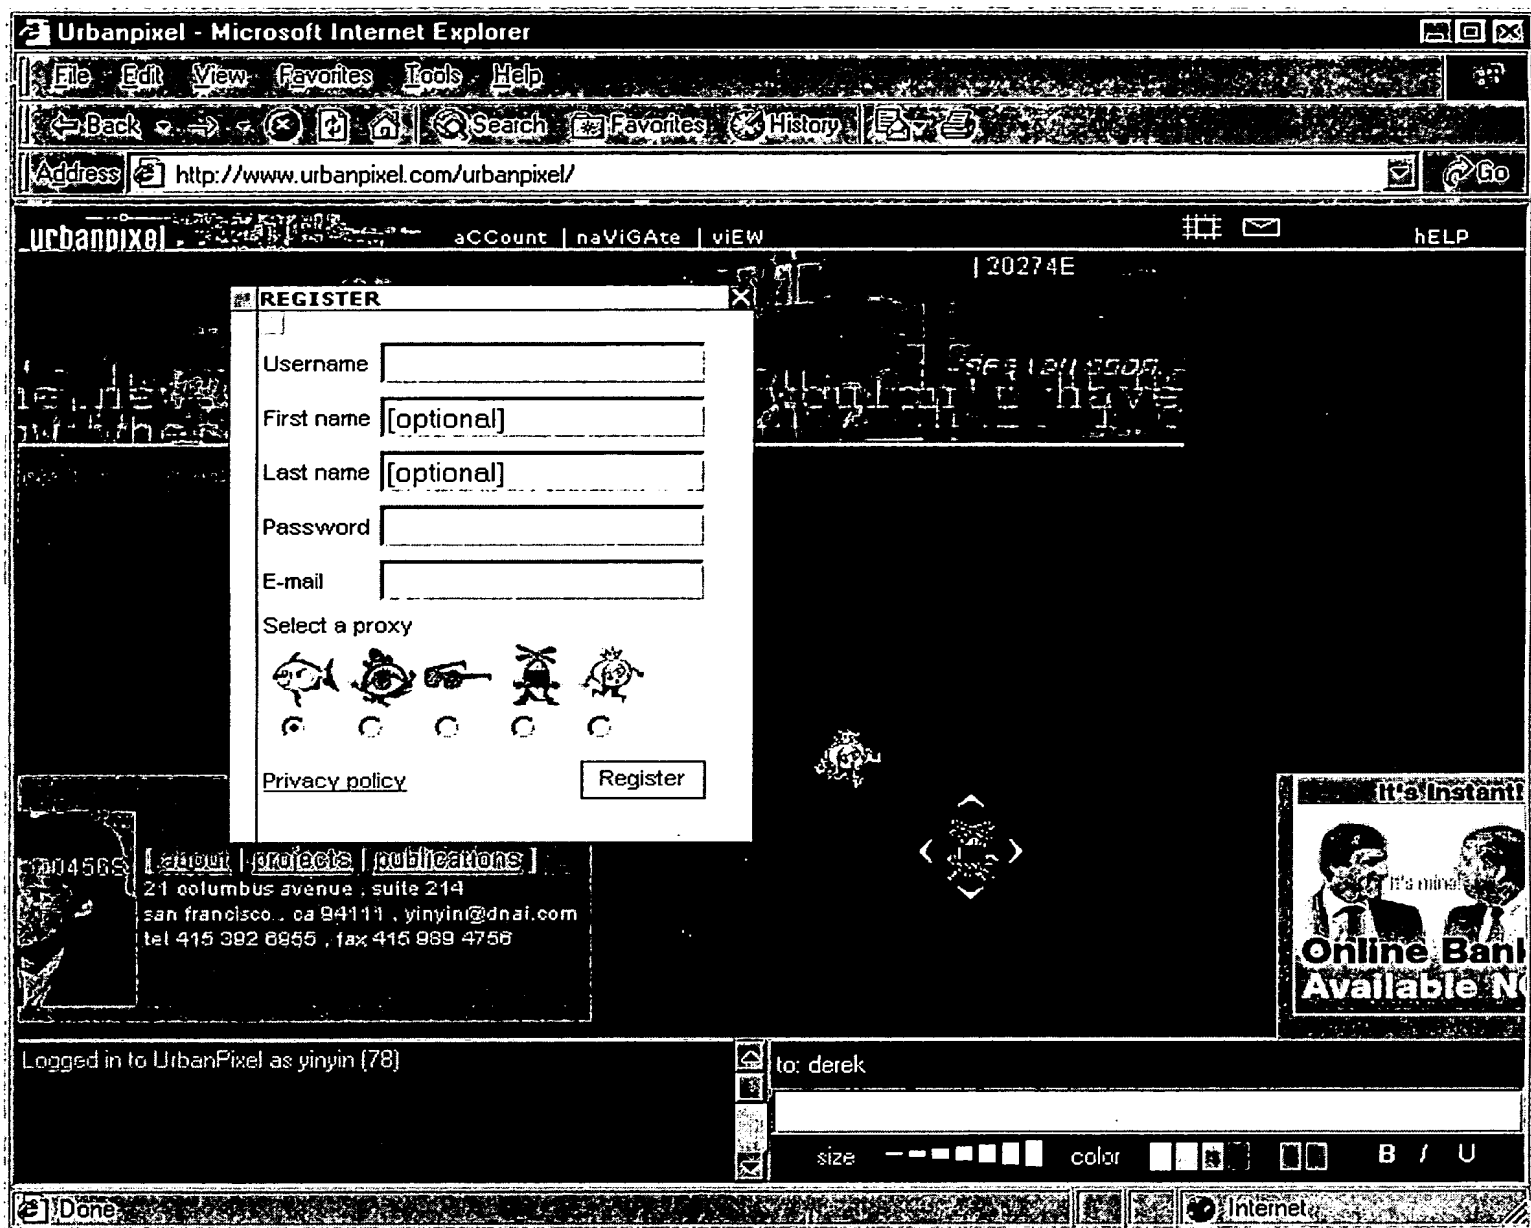 Urbanpixel - Microsoft Internet Explorer
File Edit View Favorites Tools Help
Back Search Favorites History
Address http://www.urbanpixel.com/urbanpixel/ Go
urbanpixel aCCount | naViGAte | viEW hELP
| 20274E
REGISTER
Username
First name [optional]
Last name [optional]
Password
E-mail
Select a proxy
Privacy policy Register
[ about | projects | publications ]
21 columbus avenue , suite 214
san francisco , ca 94111 , yinyin@dnai.com
tel 415 392 6955 , fax 415 989 4756
It's Instant!
It's mine!
Online Bank
Available N
Logged in to UrbanPixel as yinyin (78)
to: derek
size color B I U
Done Internet